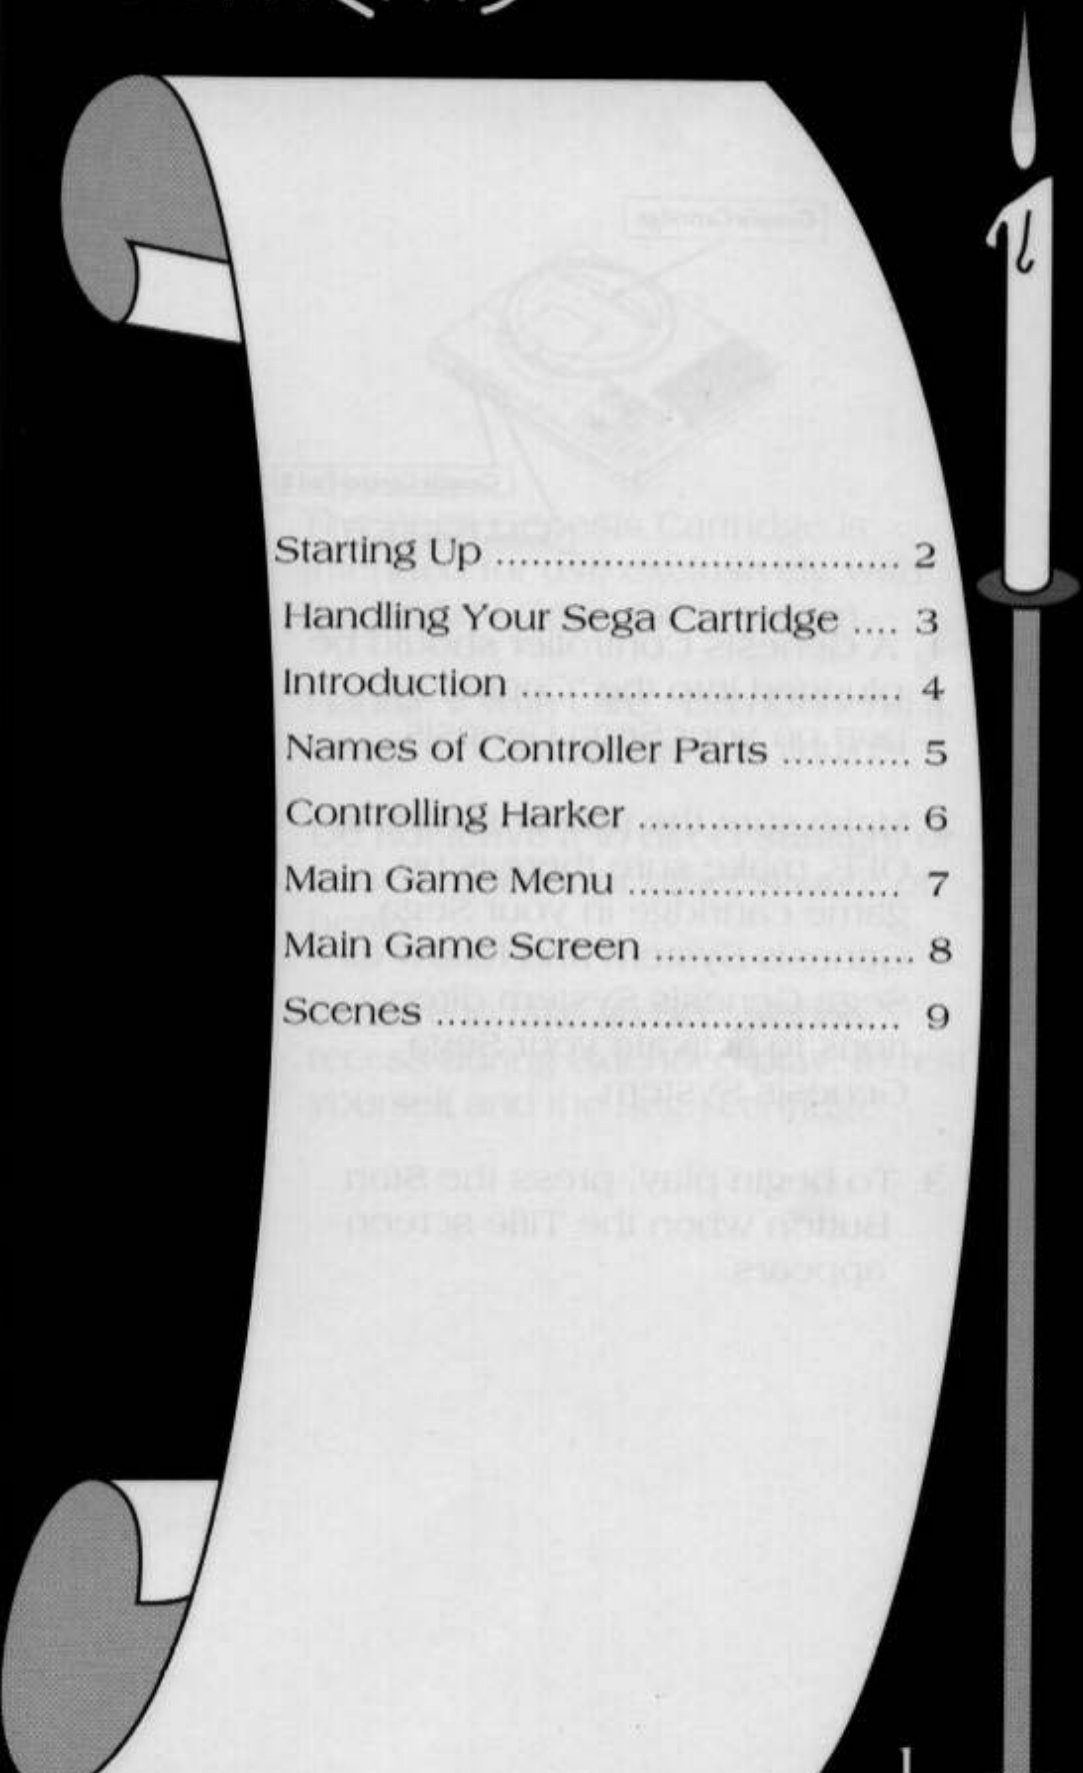 Starting Up .................................. 2
Handling Your Sega Cartridge .... 3
Introduction ................................ 4
Names of Controller Parts ........... 5
Controlling Harker ....................... 6
Main Game Menu ....................... 7
Main Game Screen ...................... 8
Scenes ....................................... 9
1